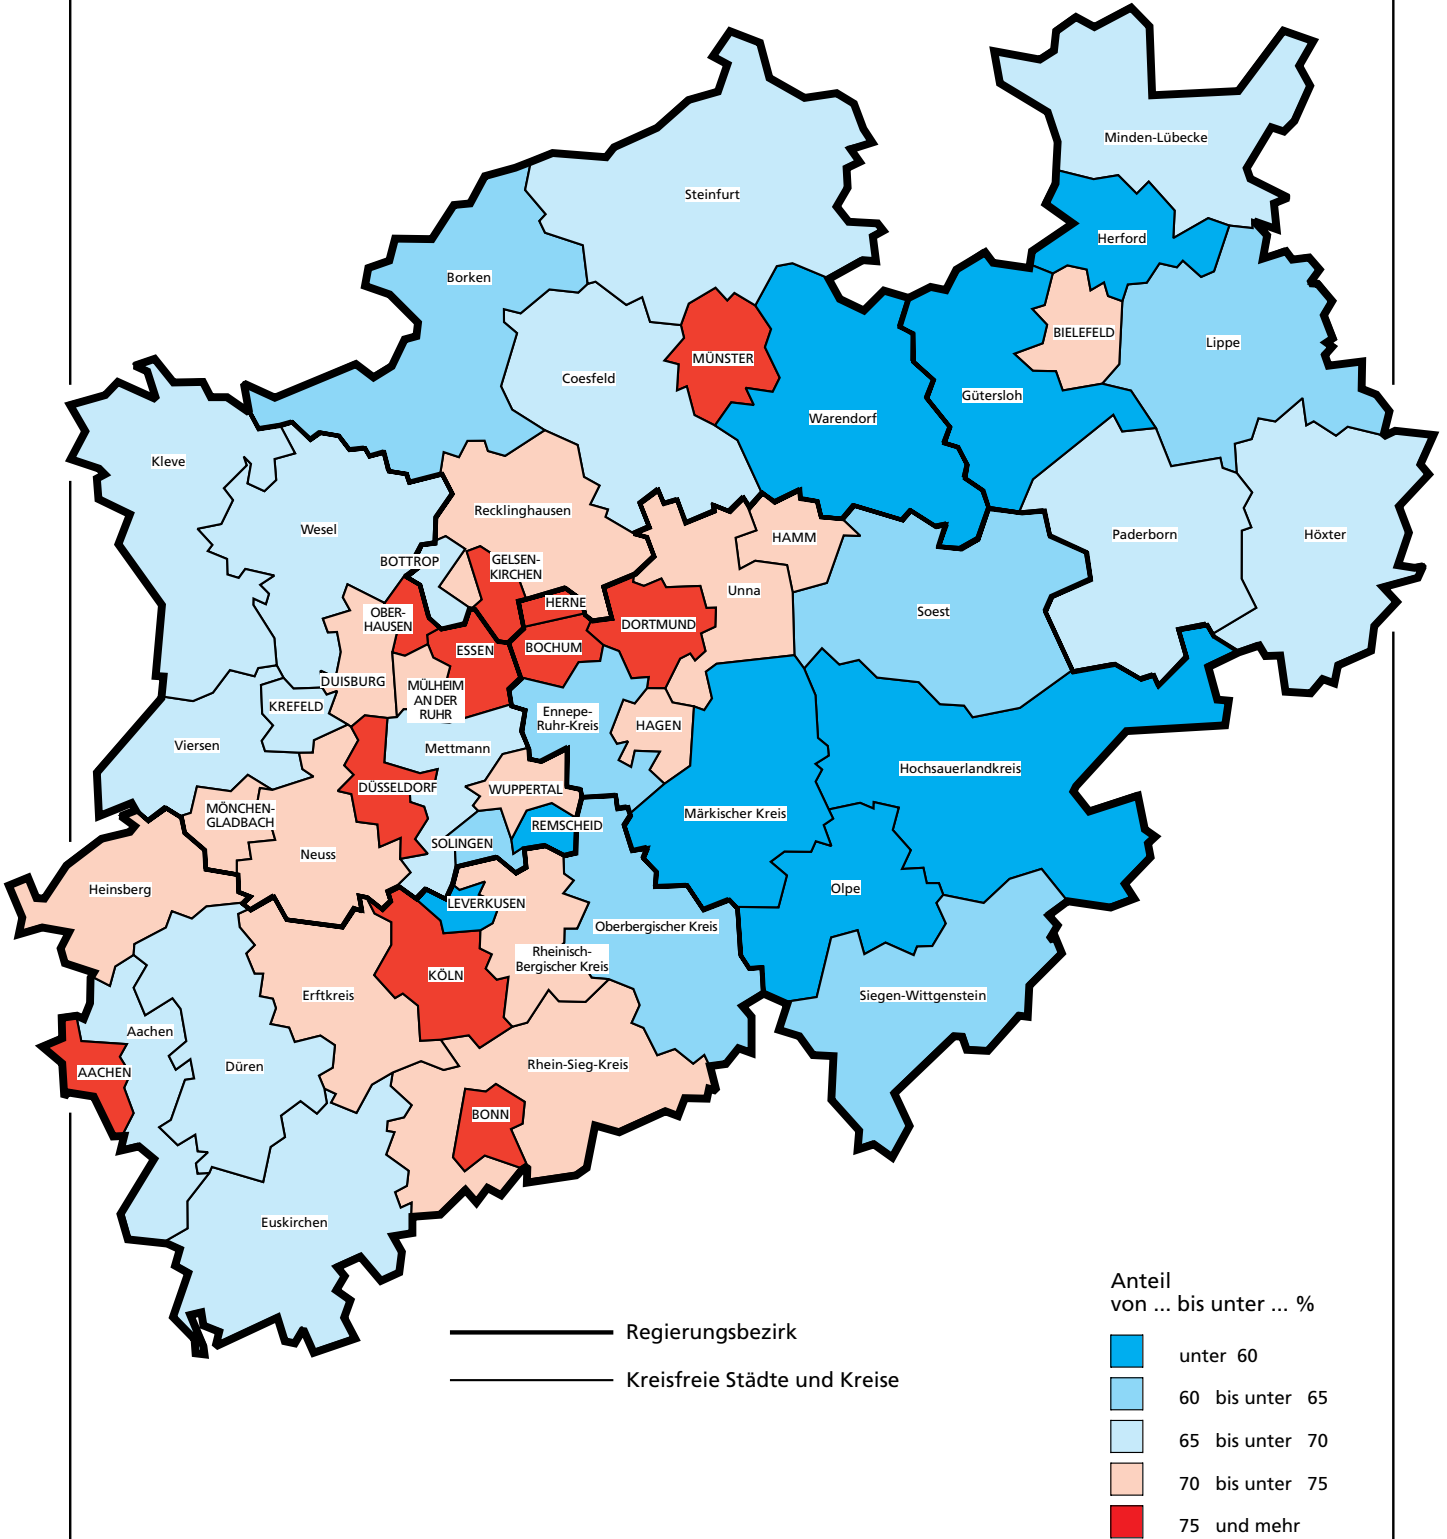 Minden-Lübecke
Steinfurt
Herford
Borken
BIELEFELD
Lippe
MÜNSTER
Coesfeld
Gütersloh
Warendorf
Kleve
Recklinghausen
Wesel
HAMM
Paderborn
Höxter
BOTTROP
GELSEN-
KIRCHEN
Unna
HERNE
OBER-
HAUSEN
Soest
DORTMUND
ESSEN
BOCHUM
DUISBURG
MÜLHEIM
AN DER
RUHR
KREFELD
Ennepe-
Ruhr-Kreis
HAGEN
Viersen
Mettmann
Hochsauerlandkreis
DÜSSELDORF
WUPPERTAL
MÖNCHEN-
GLADBACH
Märkischer Kreis
REMSCHEID
SOLINGEN
Neuss
Heinsberg
Olpe
LEVERKUSEN
Oberbergischer Kreis
Rheinisch-
Bergischer Kreis
KÖLN
Erftkreis
Siegen-Wittgenstein
Aachen
Düren
Rhein-Sieg-Kreis
AACHEN
BONN
Euskirchen
Anteil
von ... bis unter ... %
Regierungsbezirk
unter 60
Kreisfreie Städte und Kreise
60 bis unter 65
65 bis unter 70
70 bis unter 75
75 und mehr